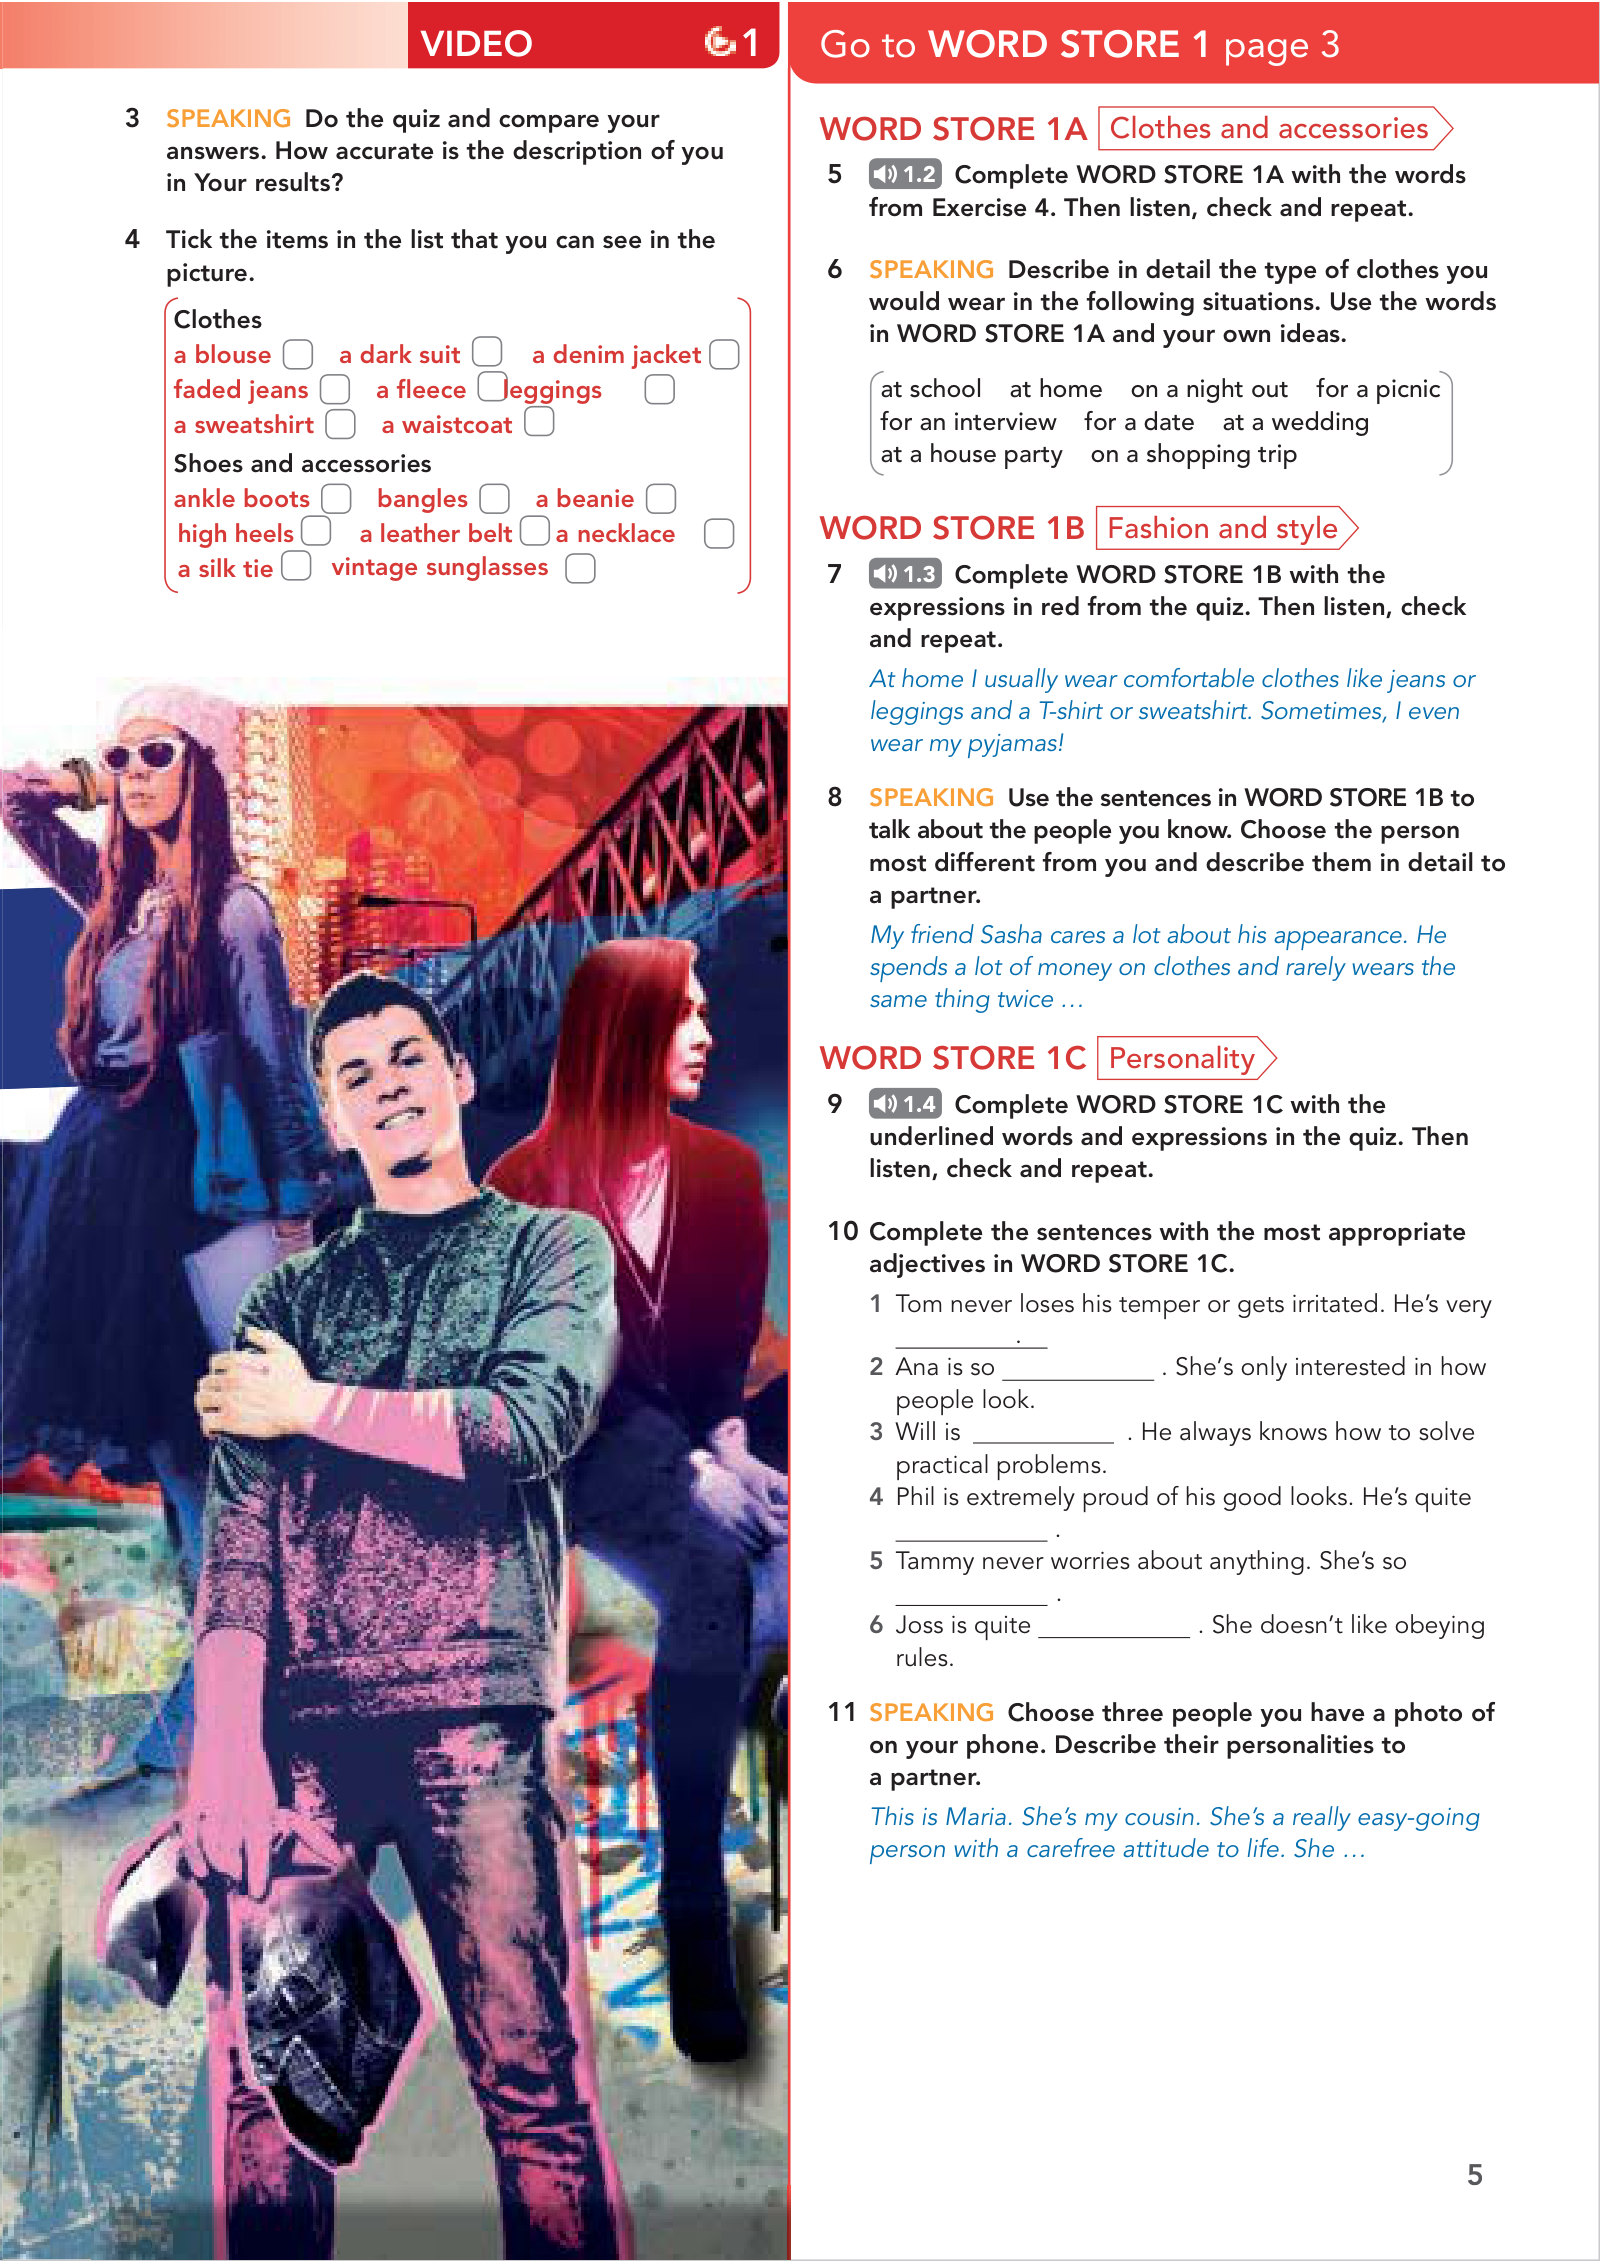 VIDEO 1
3 SPEAKING Do the quiz and compare your
answers. How accurate is the description of you
in Your results?
4 Tick the items in the list that you can see in the
picture.
Clothes
a blouse a dark suit a denim jacket
faded jeans a fleece leggings
a sweatshirt a waistcoat
Shoes and accessories
ankle boots bangles a beanie
high heels a leather belt a necklace
a silk tie vintage sunglasses
Go to WORD STORE 1 page 3
WORD STORE 1A Clothes and accessories
5 1.2 Complete WORD STORE 1A with the words
from Exercise 4. Then listen, check and repeat.
6 SPEAKING Describe in detail the type of clothes you
would wear in the following situations. Use the words
in WORD STORE 1A and your own ideas.
at school at home on a night out for a picnic
for an interview for a date at a wedding
at a house party on a shopping trip
WORD STORE 1B Fashion and style
7 1.3 Complete WORD STORE 1B with the
expressions in red from the quiz. Then listen, check
and repeat.
At home I usually wear comfortable clothes like jeans or
leggings and a T-shirt or sweatshirt. Sometimes, I even
wear my pyjamas!
8 SPEAKING Use the sentences in WORD STORE 1B to
talk about the people you know. Choose the person
most different from you and describe them in detail to
a partner.
My friend Sasha cares a lot about his appearance. He
spends a lot of money on clothes and rarely wears the
same thing twice …
WORD STORE 1C Personality
9 1.4 Complete WORD STORE 1C with the
underlined words and expressions in the quiz. Then
listen, check and repeat.
10 Complete the sentences with the most appropriate
adjectives in WORD STORE 1C.
1 Tom never loses his temper or gets irritated. He's very
____________.
2 Ana is so ____________ . She's only interested in how
people look.
3 Will is ____________ . He always knows how to solve
practical problems.
4 Phil is extremely proud of his good looks. He's quite
____________ .
5 Tammy never worries about anything. She's so
____________ .
6 Joss is quite ____________ . She doesn't like obeying
rules.
11 SPEAKING Choose three people you have a photo of
on your phone. Describe their personalities to
a partner.
This is Maria. She's my cousin. She's a really easy-going
person with a carefree attitude to life. She …
5